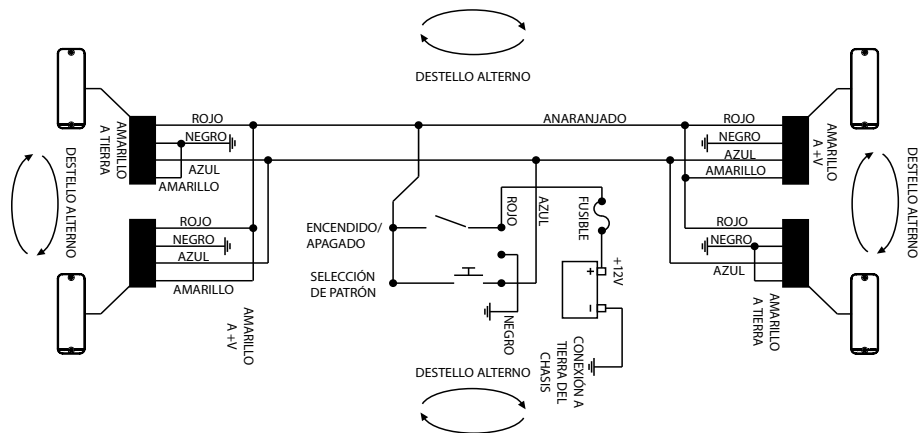 DESTELLO ALTERNO
ROJO
NEGRO
AZUL
AMARILLO
AMARILLO
A TIERRA
ANARANJADO
ROJO
NEGRO
AZUL
AMARILLO
AMARILLO
A +V
DESTELLO ALTERNO
DESTELLO ALTERNO
ROJO
NEGRO
AZUL
AMARILLO
AMARILLO
A +V
ENCENDIDO/
APAGADO
SELECCIÓN
DE PATRÓN
ROJO
AZUL
FUSIBLE
+12V
+
–
NEGRO
CONEXIÓN A
TIERRA DEL
CHASIS
ROJO
NEGRO
AZUL
AMARILLO
A TIERRA
DESTELLO ALTERNO